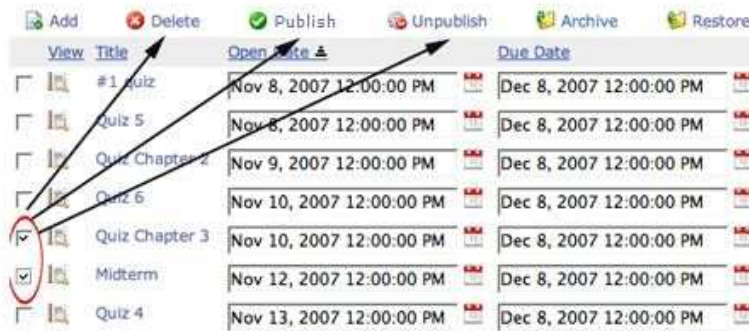 Add Delete Publish Unpublish Archive Restore
View Title Open Date Due Date
#1 quiz Nov 8, 2007 12:00:00 PM Dec 8, 2007 12:00:00 PM
Quiz 5 Nov 8, 2007 12:00:00 PM Dec 8, 2007 12:00:00 PM
Quiz Chapter 2 Nov 9, 2007 12:00:00 PM Dec 8, 2007 12:00:00 PM
Quiz 6 Nov 10, 2007 12:00:00 PM Dec 8, 2007 12:00:00 PM
Quiz Chapter 3 Nov 10, 2007 12:00:00 PM Dec 8, 2007 12:00:00 PM
Midterm Nov 12, 2007 12:00:00 PM Dec 8, 2007 12:00:00 PM
Quiz 4 Nov 13, 2007 12:00:00 PM Dec 8, 2007 12:00:00 PM